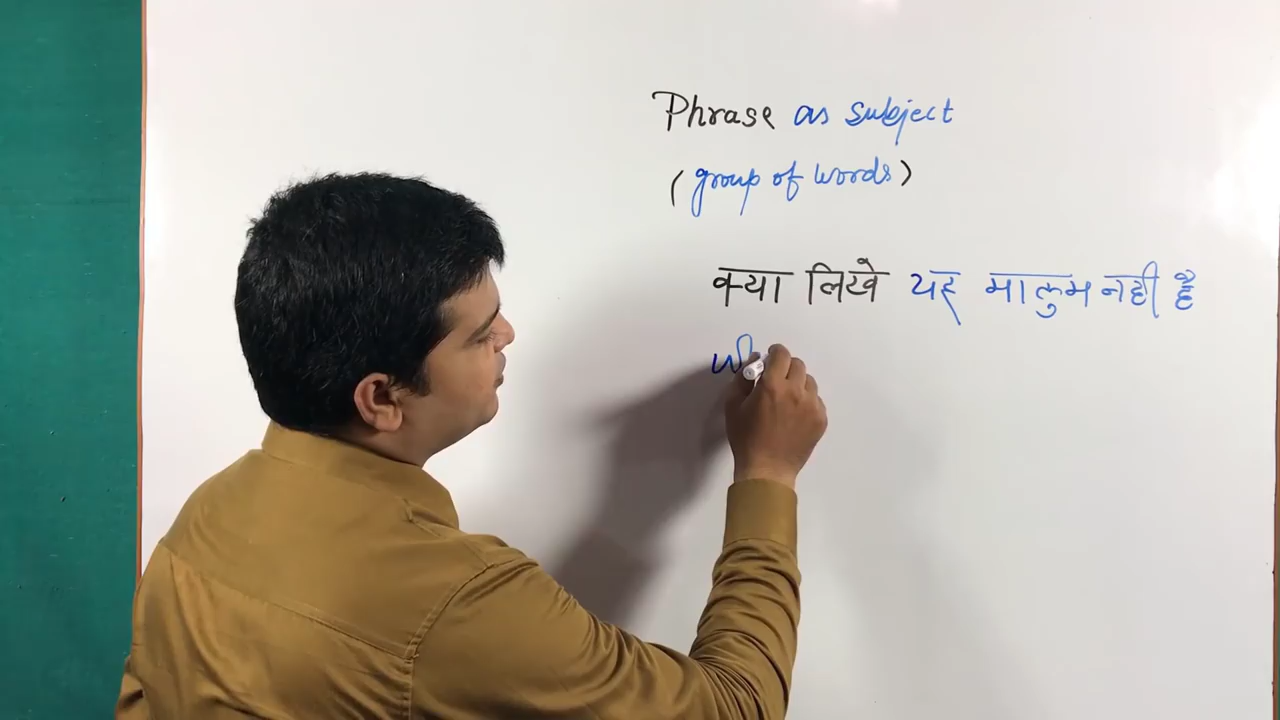 Phrase as subject
(group of words)
क्या लिखे यह मालुम नही है
Wh